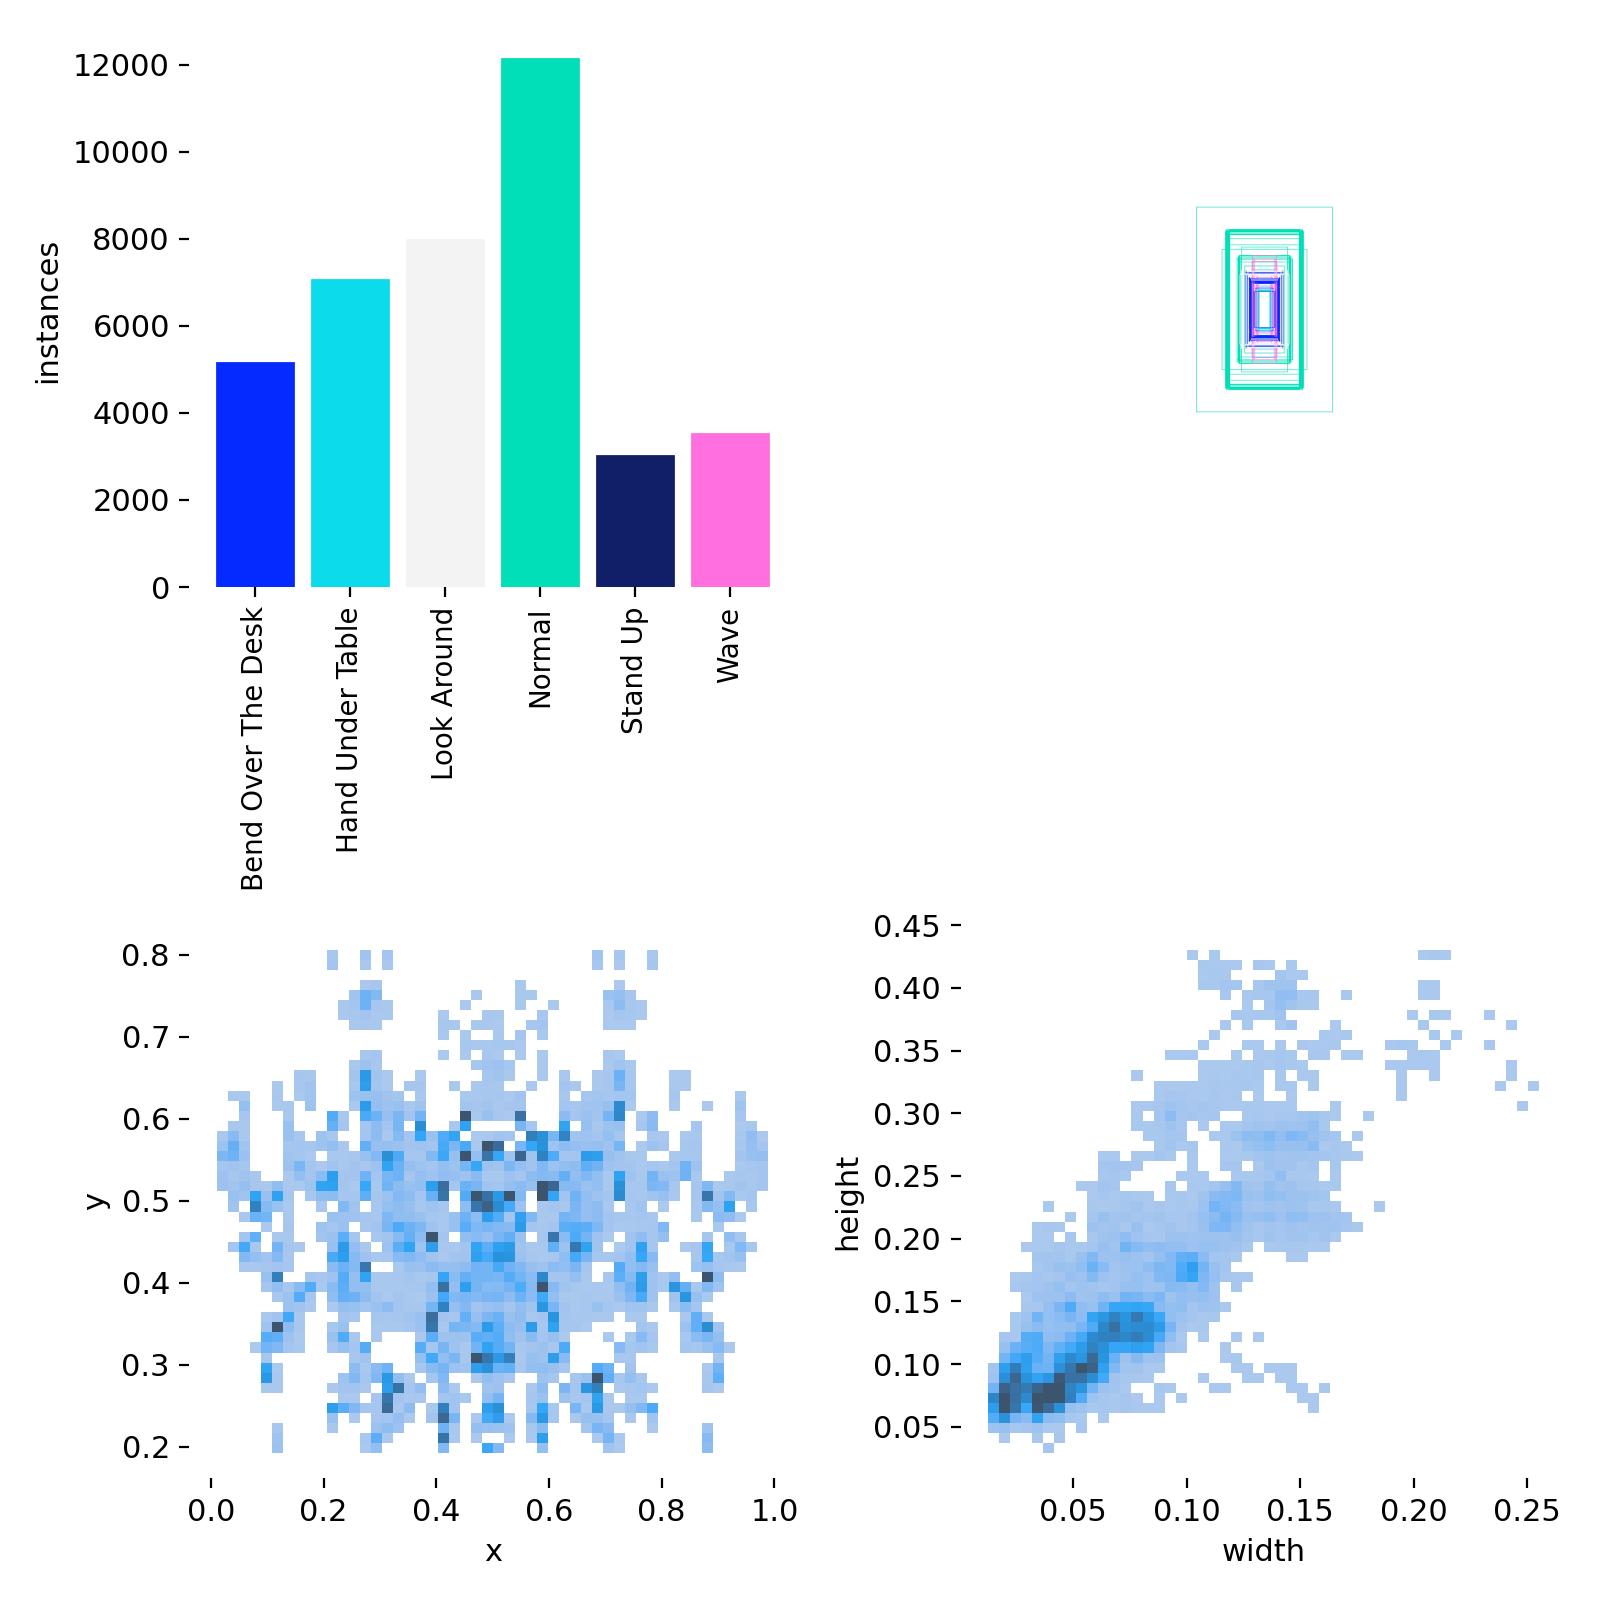 12000
10000
8000
6000
4000
2000
0
instances
Bend Over The Desk
Hand Under Table
Look Around
Normal
Stand Up
Wave
0.8
0.7
0.6
0.5
0.4
0.3
0.2
y
0.0 0.2 0.4 0.6 0.8 1.0
x
0.45
0.40
0.35
0.30
0.25
0.20
0.15
0.10
0.05
height
0.05 0.10 0.15 0.20 0.25
width